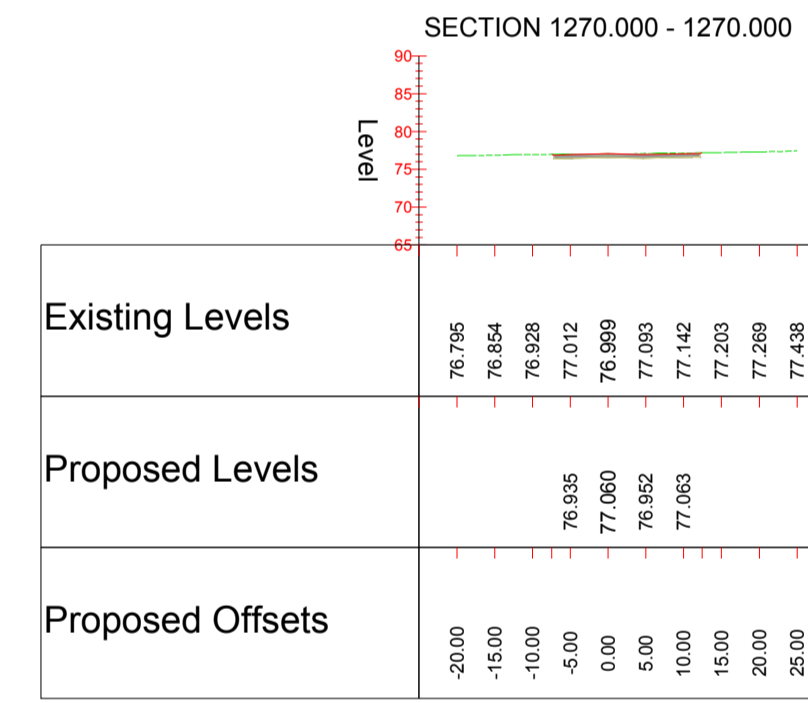 SECTION 1270.000 - 1270.000
90
85
80
75
70
65
Level
Existing Levels
76.795 76.854 76.928 77.012 76.999 77.093 77.142 77.203 77.269 77.438
Proposed Levels
76.935 77.060 76.952 77.063
Proposed Offsets
-20.00 -15.00 -10.00 -5.00 0.00 5.00 10.00 15.00 20.00 25.00